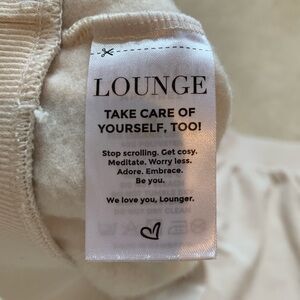 LOUNGE
TAKE CARE OF
YOURSELF, TOO!
Stop scrolling. Get cosy.
Meditate. Worry less.
Adore. Embrace.
Be you.
We love you, Lounger.